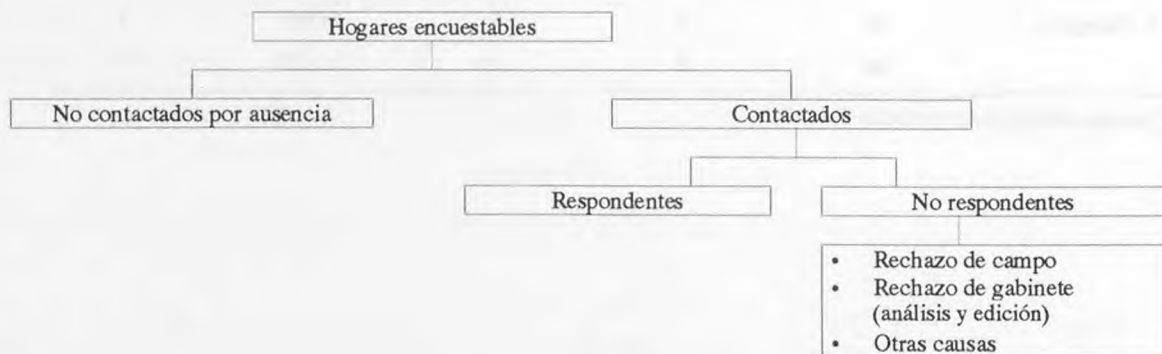 Hogares encuestables
No contactados por ausencia
Contactados
Respondentes
No respondentes
• Rechazo de campo
• Rechazo de gabinete
(análisis y edición)
• Otras causas